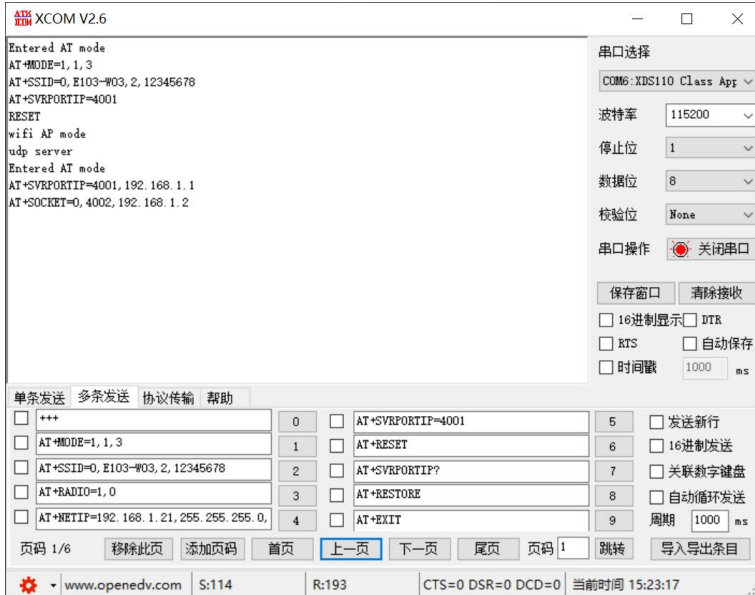 XCOM V2.6
Entered AT mode
AT+MODE=1,1,3
AT+SSID=0,E103-W03,2,12345678
AT+SVRPORTIP=4001
RESET
wifi AP mode
udp server
Entered AT mode
AT+SVRPORTIP=4001,192.168.1.1
AT+SOCKET=0,4002,192.168.1.2
串口选择
COM6:XDS110 Class App
波特率 115200
停止位 1
数据位 8
校验位 None
串口操作 关闭串口
保存窗口 清除接收
16进制显示 DTR
RTS 自动保存
时间戳 1000 ms
单条发送 多条发送 协议传输 帮助
+++ 0 AT+SVRPORTIP=4001 5 发送新行
AT+MODE=1,1,3 1 AT+RESET 6 16进制发送
AT+SSID=0,E103-W03,2,12345678 2 AT+SVRPORTIP? 7 关联数字键盘
AT+RADIO=1,0 3 AT+RESTORE 8 自动循环发送
AT+NETIP=192.168.1.21,255.255.255.0, 4 AT+EXIT 9 周期 1000 ms
页码 1/6 移除此页 添加页码 首页 上一页 下一页 尾页 页码 1 跳转 导入导出条目
www.openedv.com S:114 R:193 CTS=0 DSR=0 DCD=0 当前时间 15:23:17